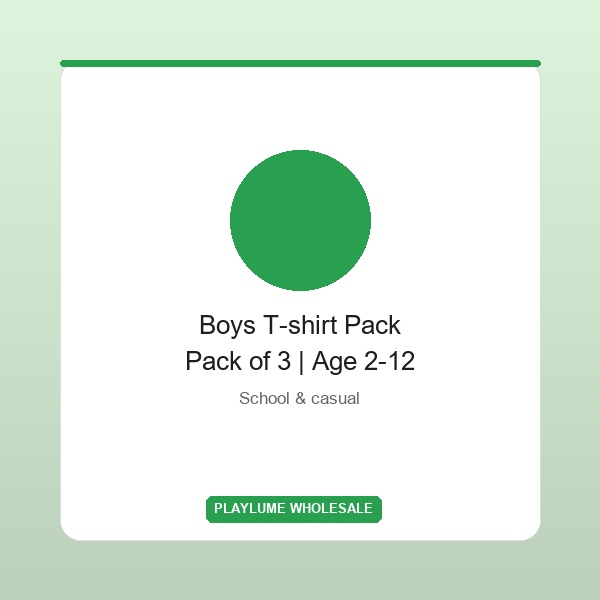 Boys T-shirt Pack
Pack of 3 | Age 2-12
School & casual
PLAYLUME WHOLESALE